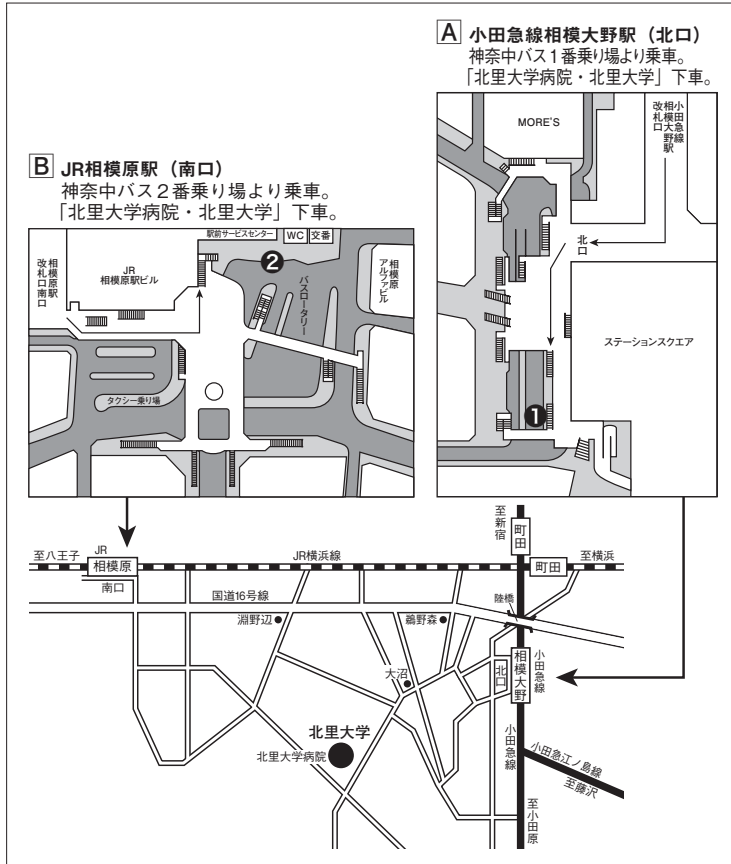 A 小田急線相模大野駅（北口）
神奈中バス1番乗り場より乗車。
「北里大学病院・北里大学」下車。
MORE'S
小田急線
相模大野駅
改札口
北口
ステーションスクエア
1
B JR相模原駅（南口）
神奈中バス２番乗り場より乗車。
「北里大学病院・北里大学」下車。
駅前サービスセンター
WC
交番
2
相模原駅
改札口南口
JR
相模原駅ビル
バスロータリー
相模原
アルファビル
タクシー乗り場
至新宿
町田
至八王子
JR
相模原
JR横浜線
町田
至横浜
南口
国道16号線
陸橋
淵野辺
鵜野森
大沼
北口
相模大野
小田急線
北里大学
北里大学病院
小田急線
小田急江ノ島線
至藤沢
至小田原